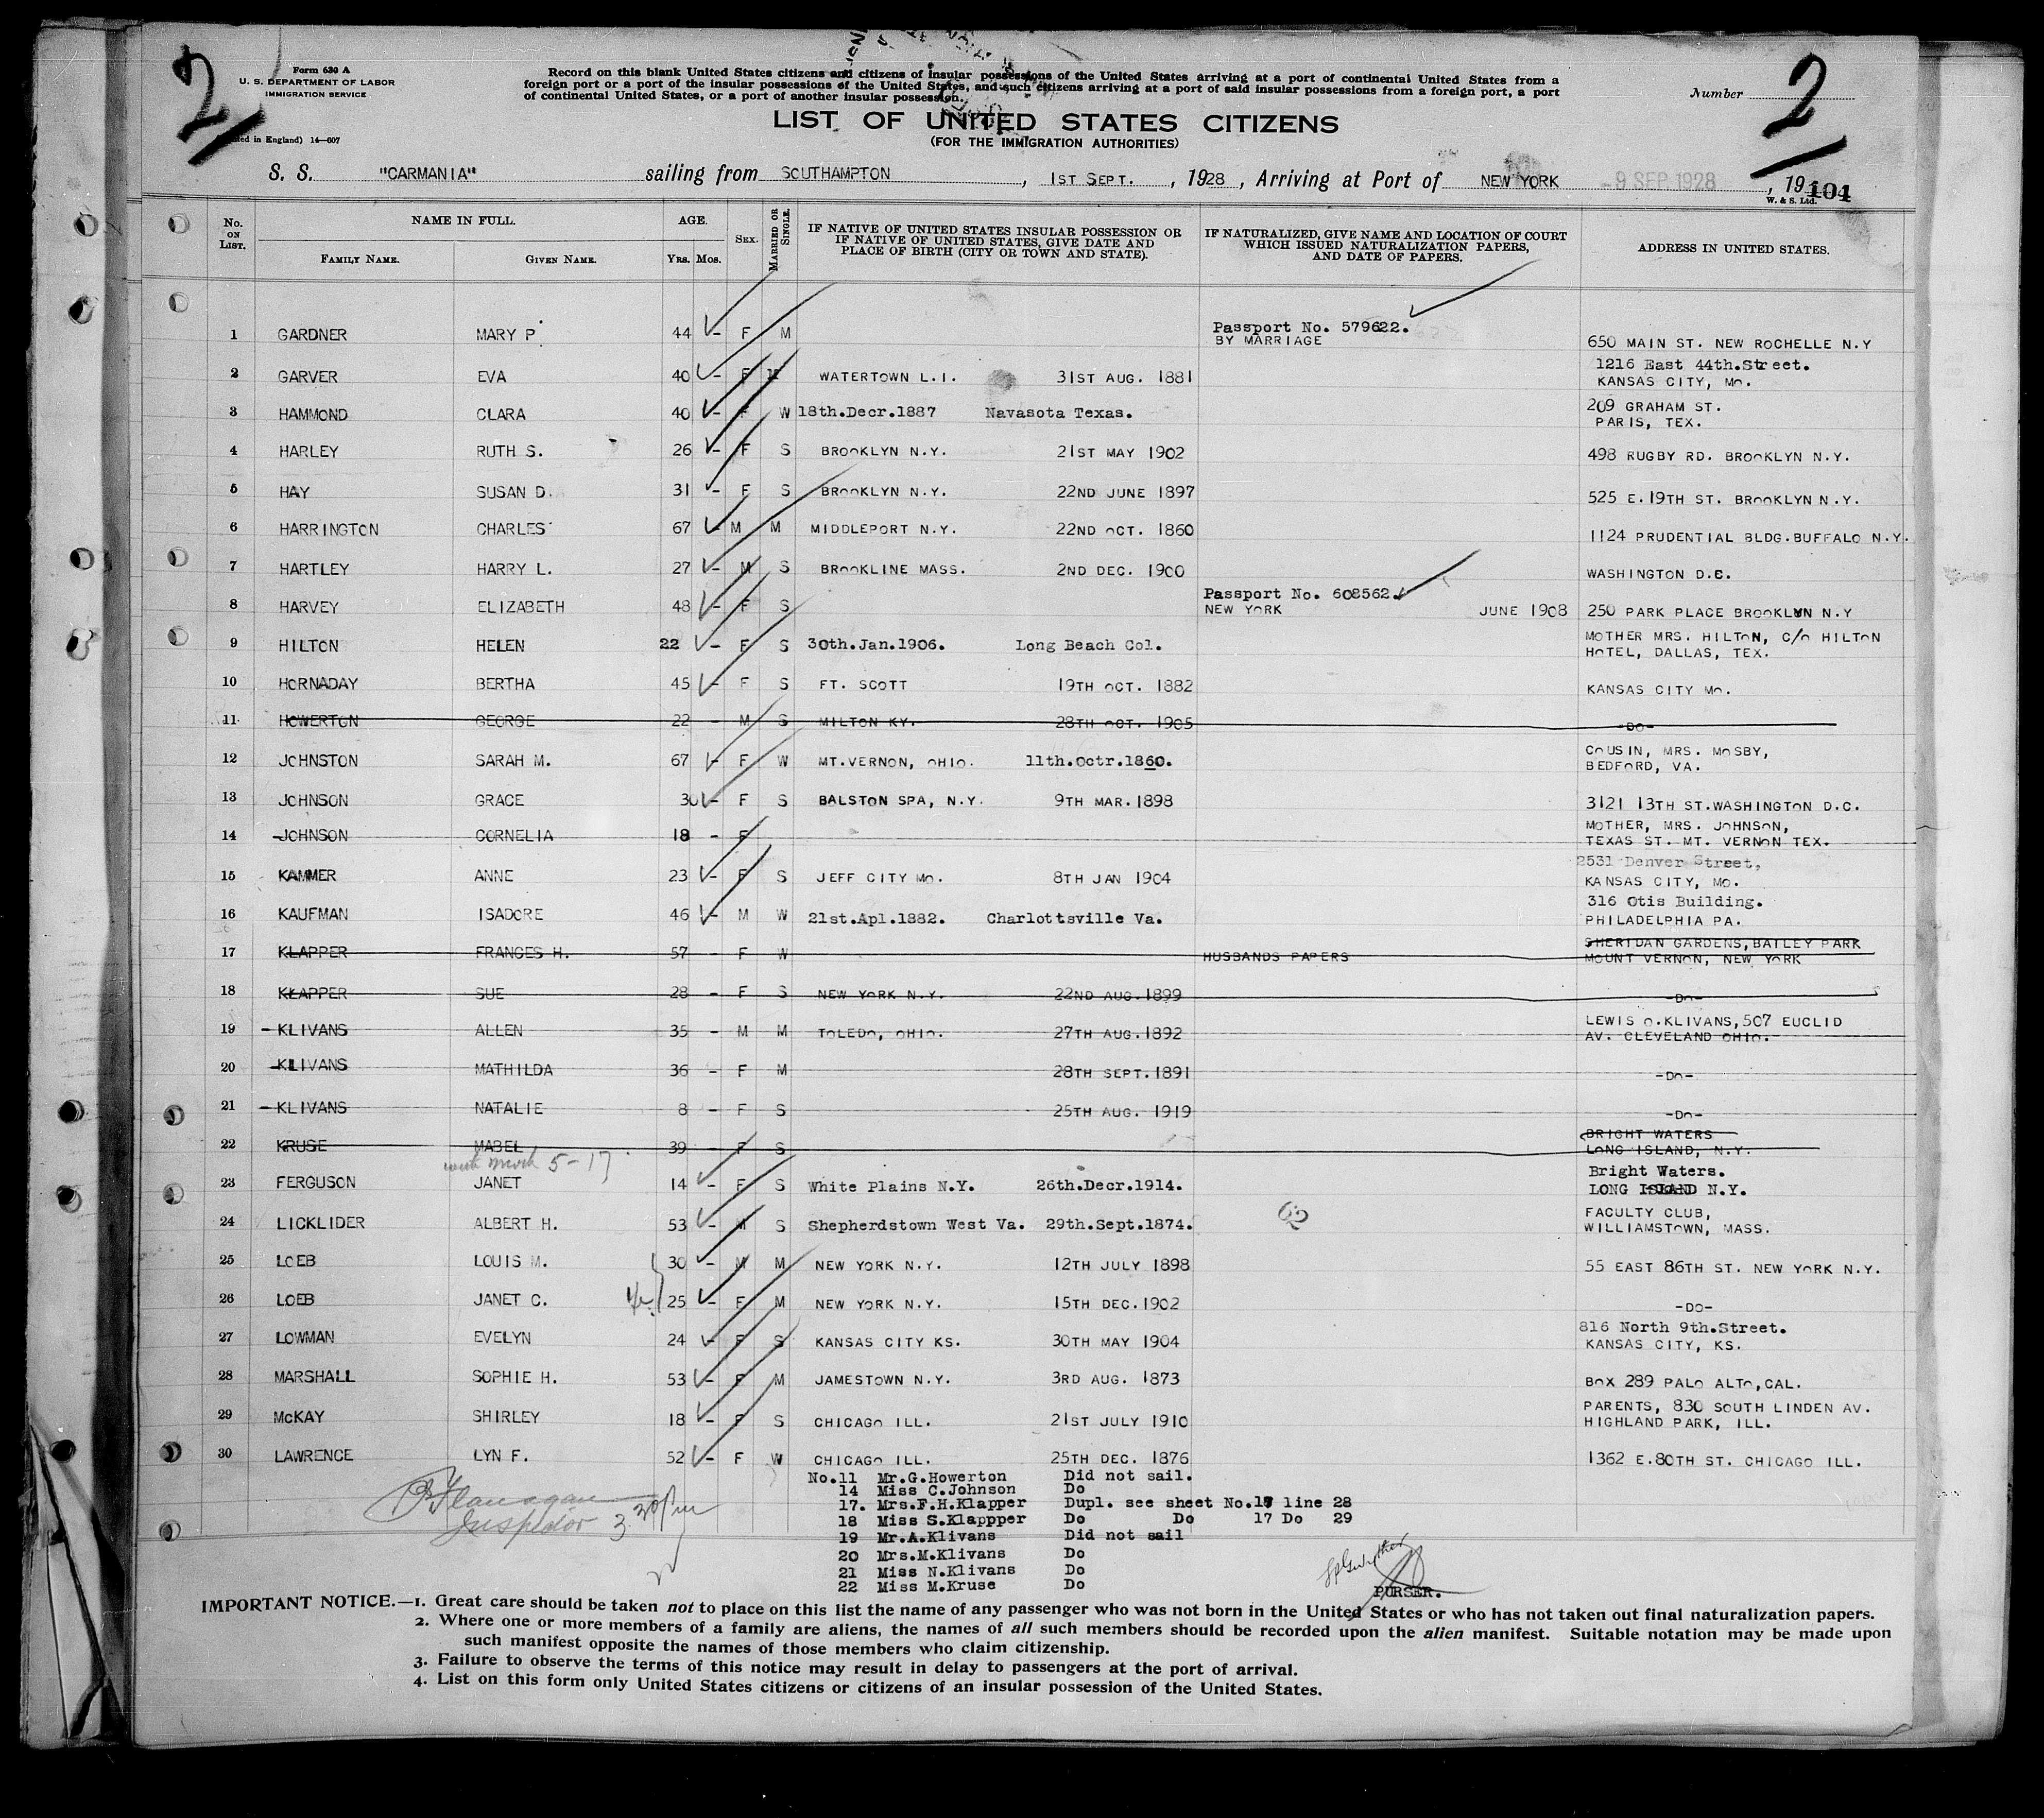 2
Form 630 A
U. S. DEPARTMENT OF LABOR
IMMIGRATION SERVICE
in England) 14—607
Record on this blank United States citizens and citizens of insular possessions of the United States arriving at a port of continental United States from a
foreign port or a port of the insular possessions of the United States, and such citizens arriving at a port of said insular possessions from a foreign port, a port
of continental United States, or a port of another insular possession.
Number
2
LIST OF UNITED STATES CITIZENS
(FOR THE IMMIGRATION AUTHORITIES)
S. S. "CARMANIA" sailing from SOUTHAMPTON, 1ST SEPT., 1928, Arriving at Port of NEW YORK -9 SEP 1928, 19
W. & S. Ltd. 104
No. ON LIST. NAME IN FULL. FAMILY NAME. GIVEN NAME. AGE. YRS. MOS. SEX. MARRIED OR SINGLE. IF NATIVE OF UNITED STATES INSULAR POSSESSION OR IF NATIVE OF UNITED STATES, GIVE DATE AND PLACE OF BIRTH (CITY OR TOWN AND STATE). IF NATURALIZED, GIVE NAME AND LOCATION OF COURT WHICH ISSUED NATURALIZATION PAPERS, AND DATE OF PAPERS. ADDRESS IN UNITED STATES.
1 GARDNER MARY P. 44 - F M Passport No. 579622. BY MARRIAGE 650 MAIN ST. NEW ROCHELLE N.Y
2 GARVER EVA 40 - F M WATERTOWN L.I. 31ST AUG. 1881 1216 East 44th.Street. KANSAS CITY, MO.
3 HAMMOND CLARA 40 - F W 18th.Decr.1887 Navasota Texas. 209 GRAHAM ST. PARIS, TEX.
4 HARLEY RUTH S. 26 - F S BROOKLYN N.Y. 21ST MAY 1902 498 RUGBY RD. BROOKLYN N.Y.
5 HAY SUSAN D. 31 - F S BROOKLYN N.Y. 22ND JUNE 1897 525 E.19TH ST. BROOKLYN N.Y.
6 HARRINGTON CHARLES 67 - M M MIDDLEPORT N.Y. 22ND OCT. 1860 1124 PRUDENTIAL BLDG.BUFFALO N.Y.
7 HARTLEY HARRY L. 27 - M S BROOKLINE MASS. 2ND DEC. 1900 WASHINGTON D.C.
8 HARVEY ELIZABETH 48 - F S Passport No. 608562. NEW YORK JUNE 1908 250 PARK PLACE BROOKLYN N.Y
9 HILTON HELEN 22 - F S 30th.Jan.1906. Long Beach Col. MOTHER MRS. HILTON, C/O HILTON HOTEL, DALLAS, TEX.
10 HORNADAY BERTHA 45 - F S FT. SCOTT 19TH OCT. 1882 KANSAS CITY MO.
11 HOWERTON GEORGE 22 - M S MILTON KY. 28TH OCT. 1905 -DO-
12 JOHNSTON SARAH M. 67 - F W MT.VERNON, OHIO. 11th.Octr.1860. COUSIN, MRS. MOSBY, BEDFORD, VA.
13 JOHNSON GRACE 30 - F S BALSTON SPA, N.Y. 9TH MAR. 1898 3121 13TH ST.WASHINGTON D.C.
14 JOHNSON CORNELIA 18 - F MOTHER, MRS. JOHNSON, TEXAS ST. MT. VERNON TEX.
15 KAMMER ANNE 23 - F S JEFF CITY MO. 8TH JAN 1904 2531 Denver Street, KANSAS CITY, MO.
16 KAUFMAN ISADORE 46 - M W 21st.Apl.1882. Charlottsville Va. 316 Otis Building. PHILADELPHIA PA.
17 KLAPPER FRANCES H. 57 - F W HUSBANDS PAPERS SHERIDAN GARDENS, BAILEY PARK MOUNT VERNON, NEW YORK
18 KLAPPER SUE 28 - F S NEW YORK N.Y. 22ND AUG.1899 -DO-
19 KLIVANS ALLEN 35 - M M TOLEDO, OHIO. 27TH AUG.1892 LEWIS O.KLIVANS,507 EUCLID AV. CLEVELAND OHIO.
20 KLIVANS MATHILDA 36 - F M 28TH SEPT.1891 -DO-
21 KLIVANS NATALIE 8 - F S 25TH AUG. 1919 -DO-
22 KRUSE MABEL 39 - F S BRIGHT WATERS LONG ISLAND, N.Y.
5-17
23 FERGUSON JANET 14 - F S White Plains N.Y. 26th.Decr.1914. Bright Waters. LONG ISLAND N.Y.
24 LICKLIDER ALBERT H. 53 - M S Shepherdstown West Va. 29th.Sept.1874. 62 FACULTY CLUB, WILLIAMSTOWN, MASS.
25 LOEB LOUIS M. 30 - M M NEW YORK N.Y. 12TH JULY 1898 55 EAST 86TH ST. NEW YORK N.Y.
26 LOEB JANET C. 25 - F M NEW YORK N.Y. 15TH DEC.1902 -DO-
27 LOWMAN EVELYN 24 - F S KANSAS CITY KS. 30TH MAY 1904 816 North 9th.Street. KANSAS CITY, KS.
28 MARSHALL SOPHIE H. 53 - F M JAMESTOWN N.Y. 3RD AUG. 1873 BOX 289 PALO ALTO,CAL.
29 McKAY SHIRLEY 18 - F S CHICAGO ILL. 21ST JULY 1910 PARENTS, 830 SOUTH LINDEN AV. HIGHLAND PARK, ILL.
30 LAWRENCE LYN F. 52 - F W CHICAGO ILL. 25TH DEC. 1876 1362 E.80TH ST. CHICAGO ILL.
No.11 Mr.G.Howerton Did not sail.
14 Miss C.Johnson Do
17. Mrs.F.H.Klapper Dupl. see sheet No.17 line 28
18 Miss S.Klappper Do Do 17 Do 29
19 Mr.A.Klivans Did not sail
20 Mrs.M.Klivans Do
21 Miss N.Klivans Do
22 Miss M.Kruse Do
Flanagan
Inspector 3 30 pm
PURSER.
IMPORTANT NOTICE.—1. Great care should be taken not to place on this list the name of any passenger who was not born in the United States or who has not taken out final naturalization papers.
2. Where one or more members of a family are aliens, the names of all such members should be recorded upon the alien manifest. Suitable notation may be made upon
such manifest opposite the names of those members who claim citizenship.
3. Failure to observe the terms of this notice may result in delay to passengers at the port of arrival.
4. List on this form only United States citizens or citizens of an insular possession of the United States.